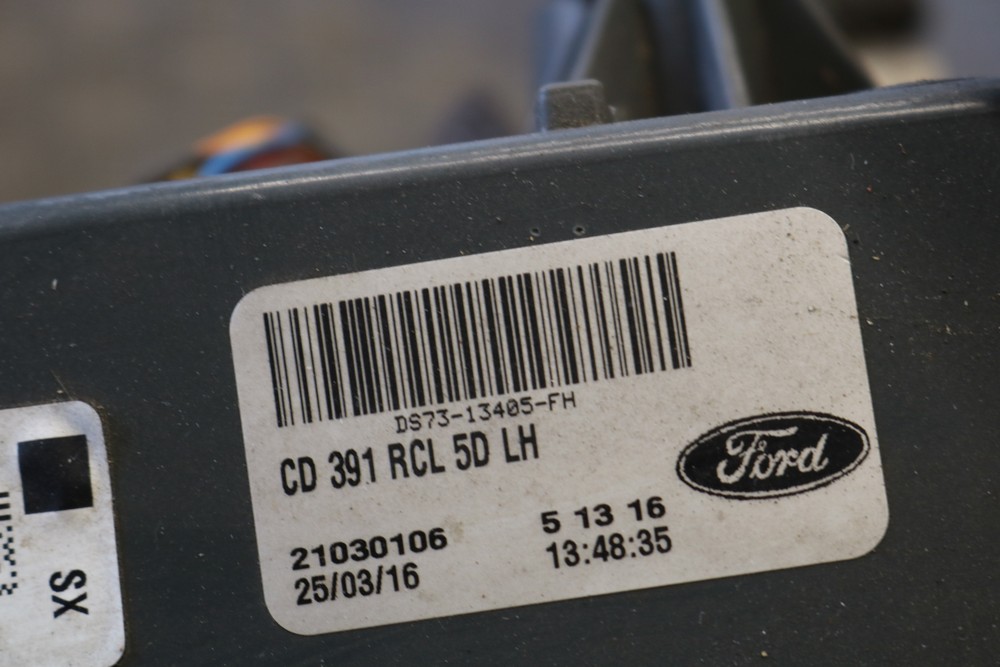 DS73-13405-FH
CD 391 RCL 5D LH
Ford
21030106
5 13 16
25/03/16
13:48:35
SX